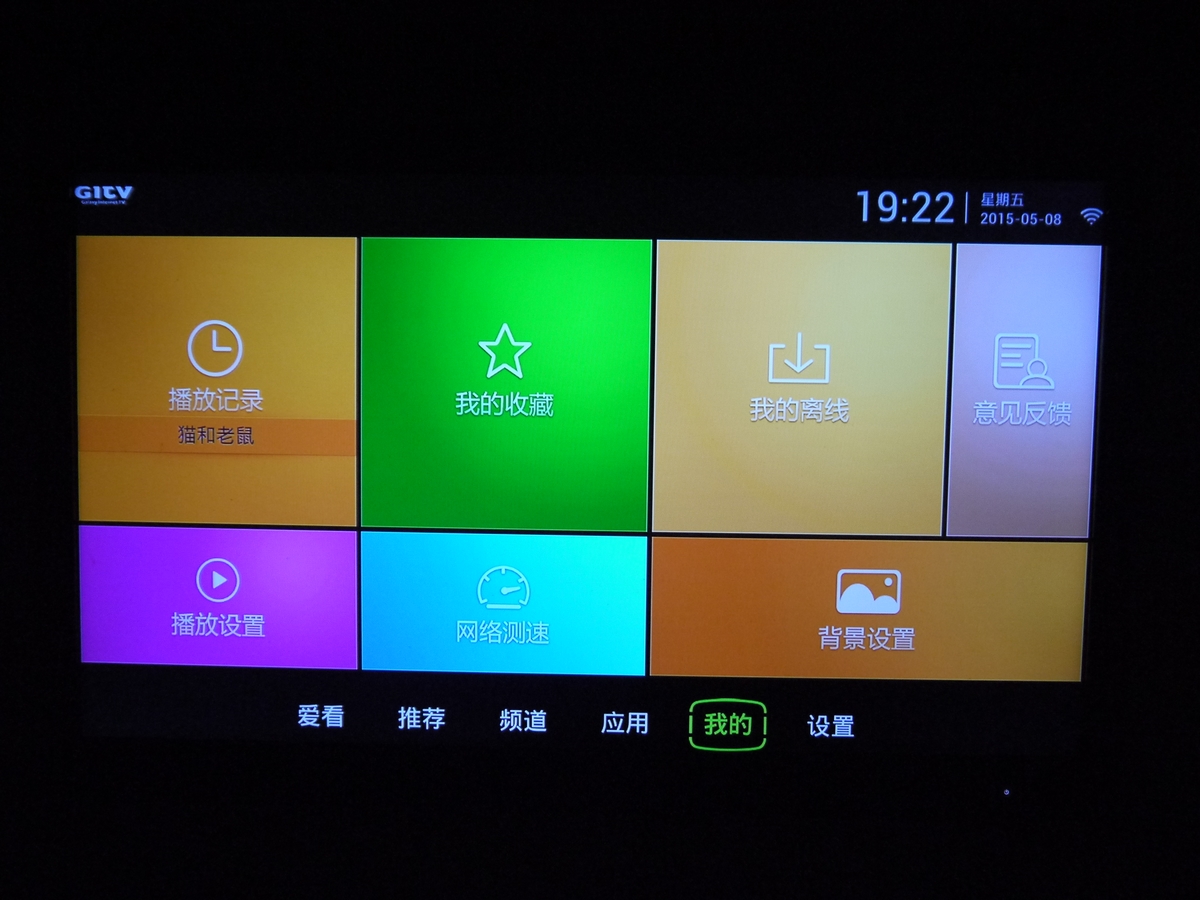 GITV
19:22
星期五
2015-05-08
播放记录
猫和老鼠
我的收藏
我的离线
意见反馈
播放设置
网络测速
背景设置
爱看 推荐 频道 应用 我的 设置